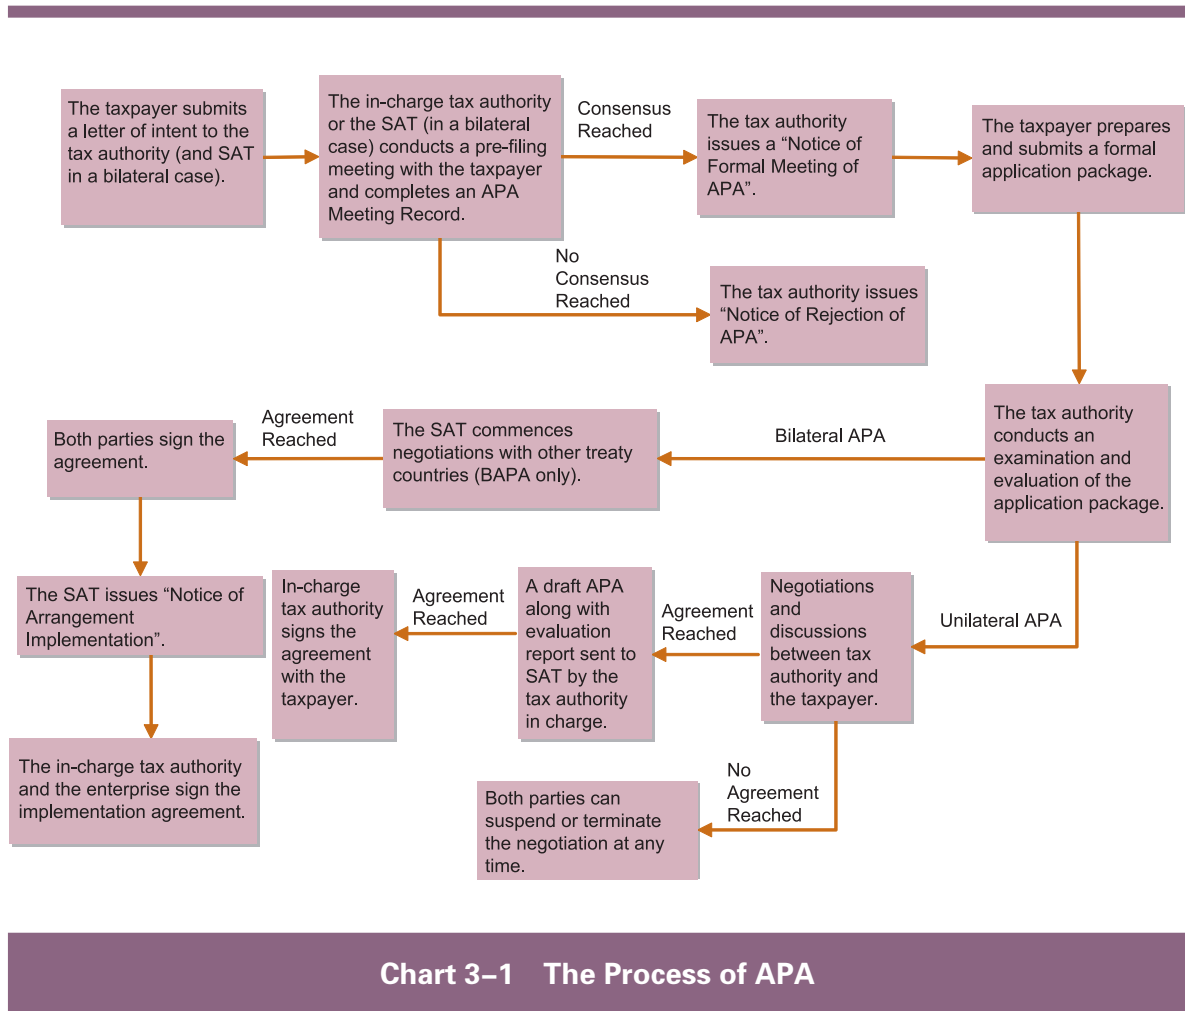 The taxpayer submits
a letter of intent to the
tax authority (and SAT
in a bilateral case).
The in-charge tax authority
or the SAT (in a bilateral
case) conducts a pre-filing
meeting with the taxpayer
and completes an APA
Meeting Record.
Consensus
Reached
The tax authority
issues a “Notice of
Formal Meeting of
APA”.
The taxpayer prepares
and submits a formal
application package.
No
Consensus
Reached
The tax authority issues
“Notice of Rejection of
APA”.
The tax authority
conducts an
examination and
evaluation of the
application package.
Bilateral APA
The SAT commences
negotiations with other treaty
countries (BAPA only).
Agreement
Reached
Both parties sign the
agreement.
The SAT issues “Notice of
Arrangement
Implementation”.
The in-charge tax authority
and the enterprise sign the
implementation agreement.
Unilateral APA
Negotiations
and
discussions
between tax
authority and
the taxpayer.
Agreement
Reached
A draft APA
along with
evaluation
report sent to
SAT by the
tax authority
in charge.
Agreement
Reached
In-charge
tax authority
signs the
agreement
with the
taxpayer.
No
Agreement
Reached
Both parties can
suspend or terminate
the negotiation at any
time.
Chart 3–1 The Process of APA